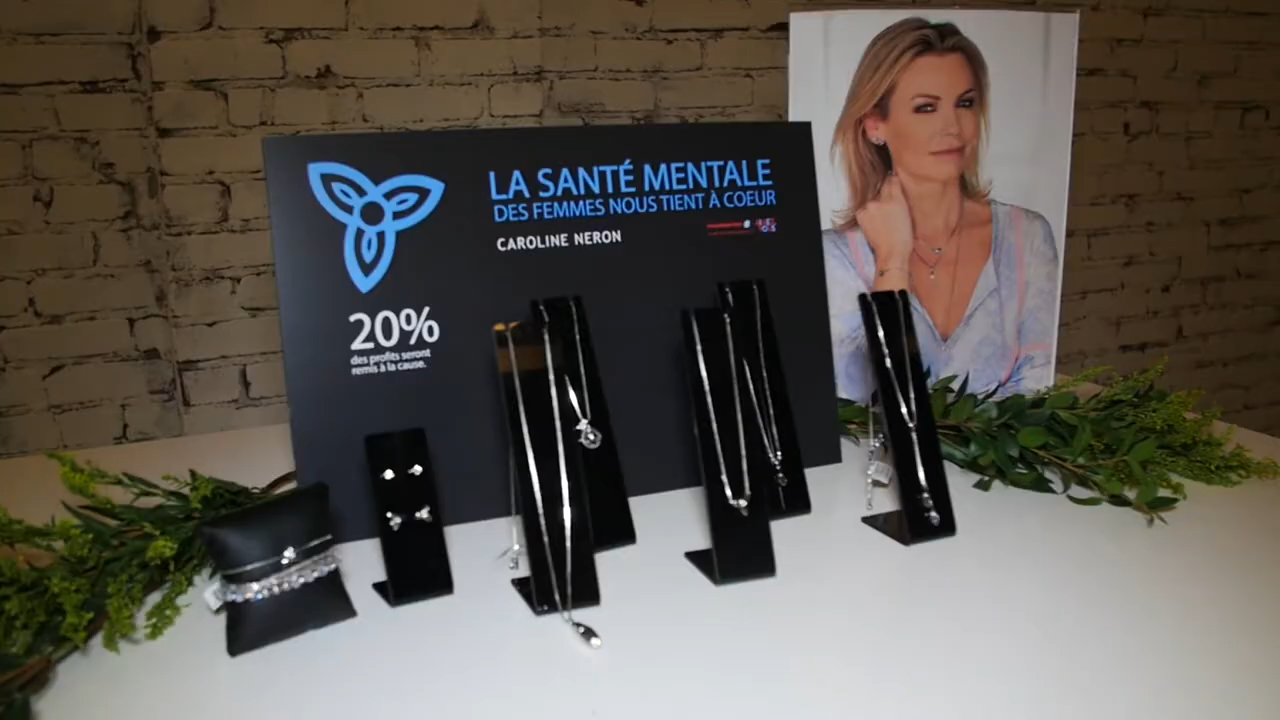 LA SANTÉ MENTALE
DES FEMMES NOUS TIENT À COEUR
CAROLINE NERON
20%
des profits seront
remis à la cause.